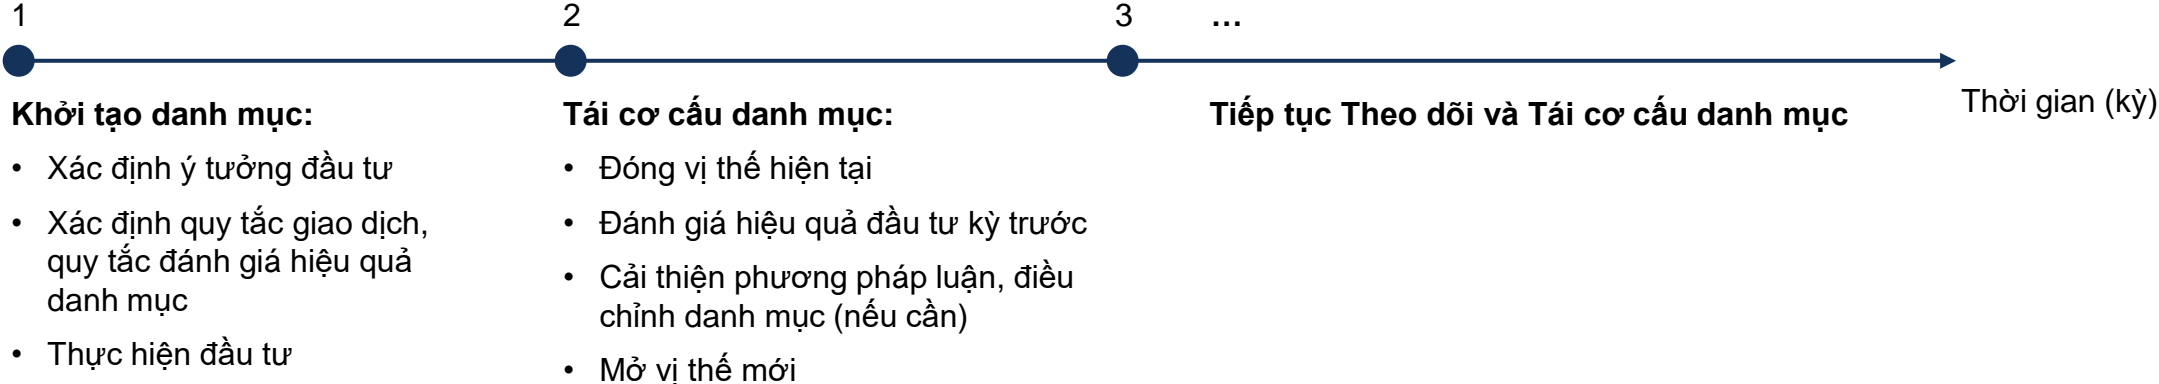 1
2
3
...
Thời gian (kỳ)
Khởi tạo danh mục:
• Xác định ý tưởng đầu tư
• Xác định quy tắc giao dịch,
quy tắc đánh giá hiệu quả
danh mục
• Thực hiện đầu tư
Tái cơ cấu danh mục:
• Đóng vị thế hiện tại
• Đánh giá hiệu quả đầu tư kỳ trước
• Cải thiện phương pháp luận, điều
chỉnh danh mục (nếu cần)
• Mở vị thế mới
Tiếp tục Theo dõi và Tái cơ cấu danh mục